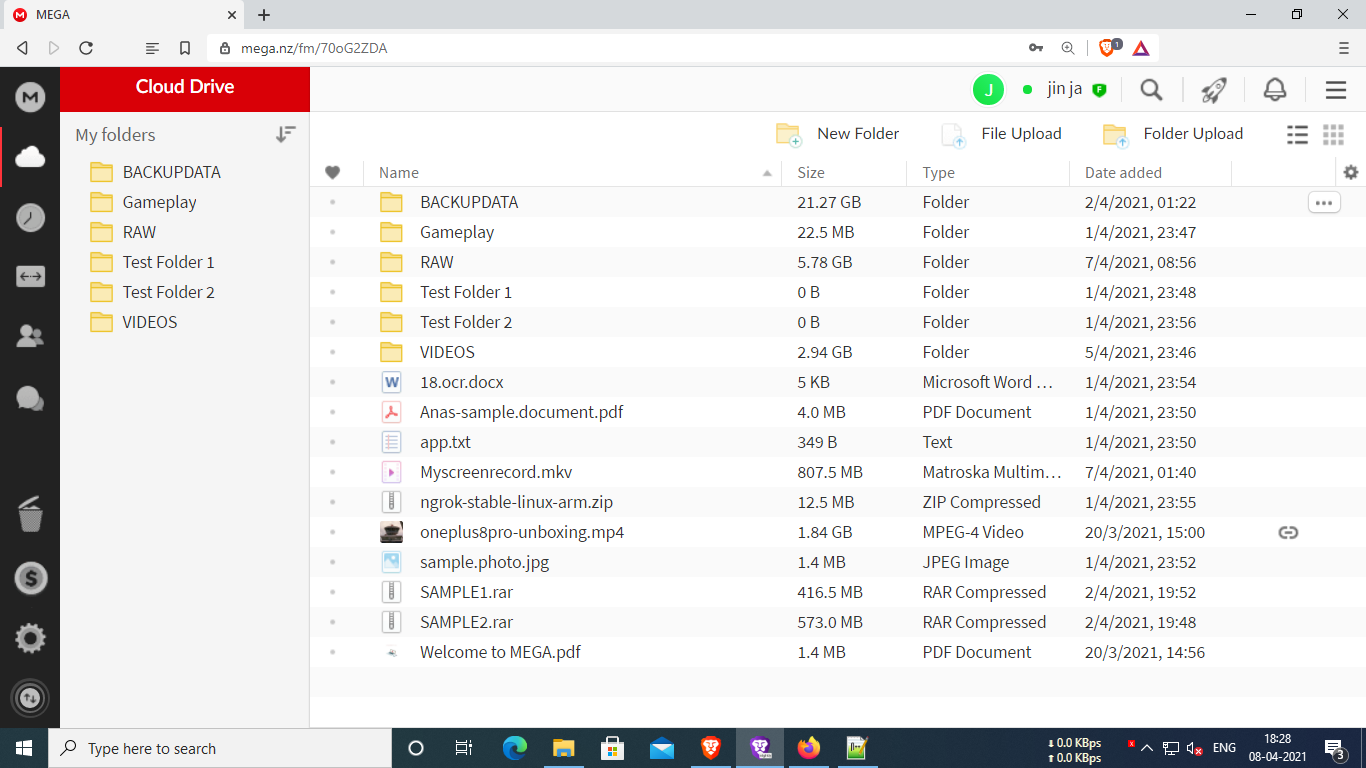 MEGA
mega.nz/fm/70oG2ZDA
1
Cloud Drive
J
jin ja
F
My folders
BACKUPDATA
Gameplay
RAW
Test Folder 1
Test Folder 2
VIDEOS
New Folder
File Upload
Folder Upload
Name Size Type Date added
BACKUPDATA 21.27 GB Folder 2/4/2021, 01:22
Gameplay 22.5 MB Folder 1/4/2021, 23:47
RAW 5.78 GB Folder 7/4/2021, 08:56
Test Folder 1 0 B Folder 1/4/2021, 23:48
Test Folder 2 0 B Folder 1/4/2021, 23:56
VIDEOS 2.94 GB Folder 5/4/2021, 23:46
18.ocr.docx 5 KB Microsoft Word … 1/4/2021, 23:54
Anas-sample.document.pdf 4.0 MB PDF Document 1/4/2021, 23:50
app.txt 349 B Text 1/4/2021, 23:50
Myscreenrecord.mkv 807.5 MB Matroska Multim… 7/4/2021, 01:40
ngrok-stable-linux-arm.zip 12.5 MB ZIP Compressed 1/4/2021, 23:55
oneplus8pro-unboxing.mp4 1.84 GB MPEG-4 Video 20/3/2021, 15:00
sample.photo.jpg 1.4 MB JPEG Image 1/4/2021, 23:52
SAMPLE1.rar 416.5 MB RAR Compressed 2/4/2021, 19:52
SAMPLE2.rar 573.0 MB RAR Compressed 2/4/2021, 19:48
Welcome to MEGA.pdf 1.4 MB PDF Document 20/3/2021, 14:56
Type here to search
0.0 KBps
0.0 KBps
ENG
18:28
08-04-2021
3